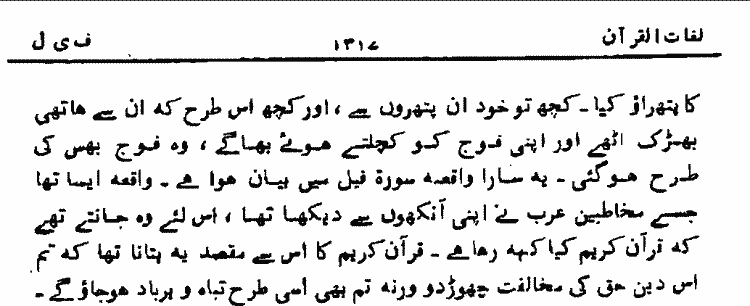 لغات القرآن ۱۳۱۷ ف ی ل
کا پتھراؤ کیا۔ کچھ تو خود ان پتھروں سے ، اور کچھ اس طرح کہ ان سے ہاتھی
بھڑک اٹھے اور اپنی فوج کو کچلتے ہوئے بھاگے ، وہ فوج بھس کی
طرح ہوگئی۔ یہ سارا واقعہ سورۃ فیل میں بیان ہوا ہے۔ واقعہ ایسا تھا
جسے مخاطبین عرب نے اپنی آنکھوں سے دیکھا تھا ، اس لئے وہ جانتے تھے
کہ قرآن کریم کیا کہہ رہا ہے۔ قرآن کریم کا اس سے مقصد یہ بتانا تھا کہ تم
اس دین حق کی مخالفت چھوڑ دو ورنہ تم بھی اسی طرح تباہ و برباد ہوجاؤ گے۔